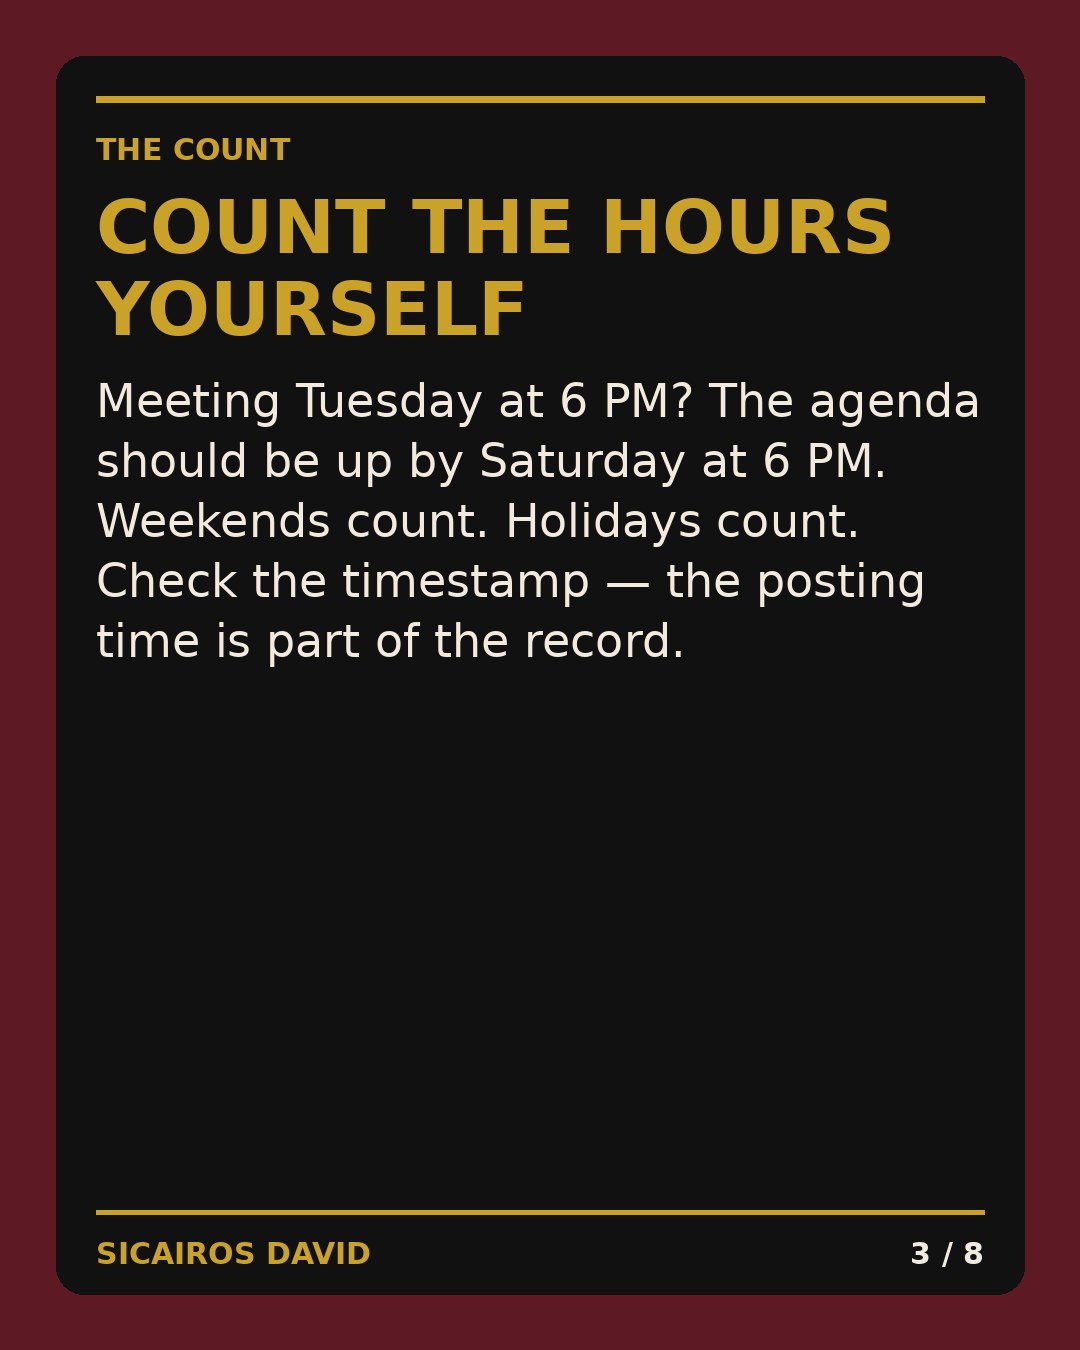 THE COUNT
COUNT THE HOURS
YOURSELF
Meeting Tuesday at 6 PM? The agenda
should be up by Saturday at 6 PM.
Weekends count. Holidays count.
Check the timestamp — the posting
time is part of the record.
SICAIROS DAVID
3 / 8